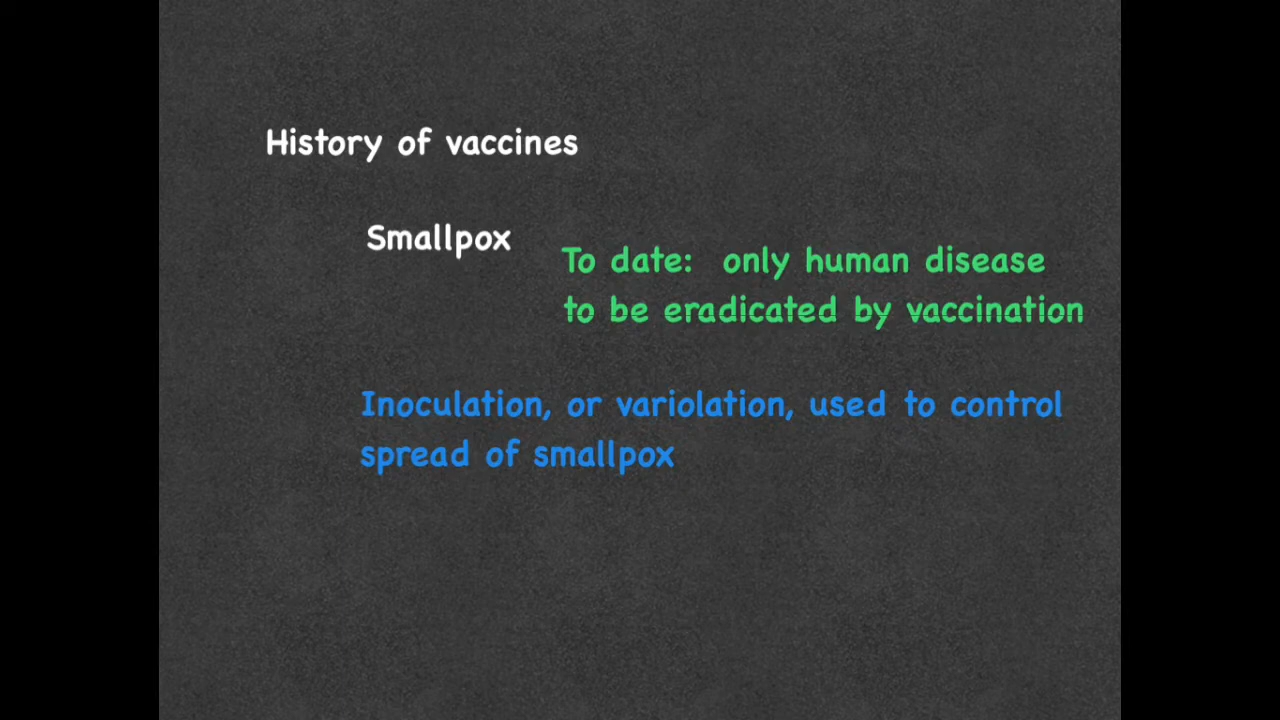 History of vaccines
Smallpox
To date: only human disease
to be eradicated by vaccination
Inoculation, or variolation, used to control
spread of smallpox